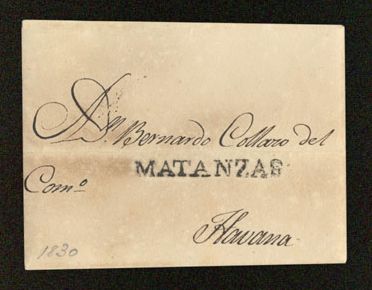 A Dn. Bernardo Collazo del
MATANZAS
Como
Havana
1830